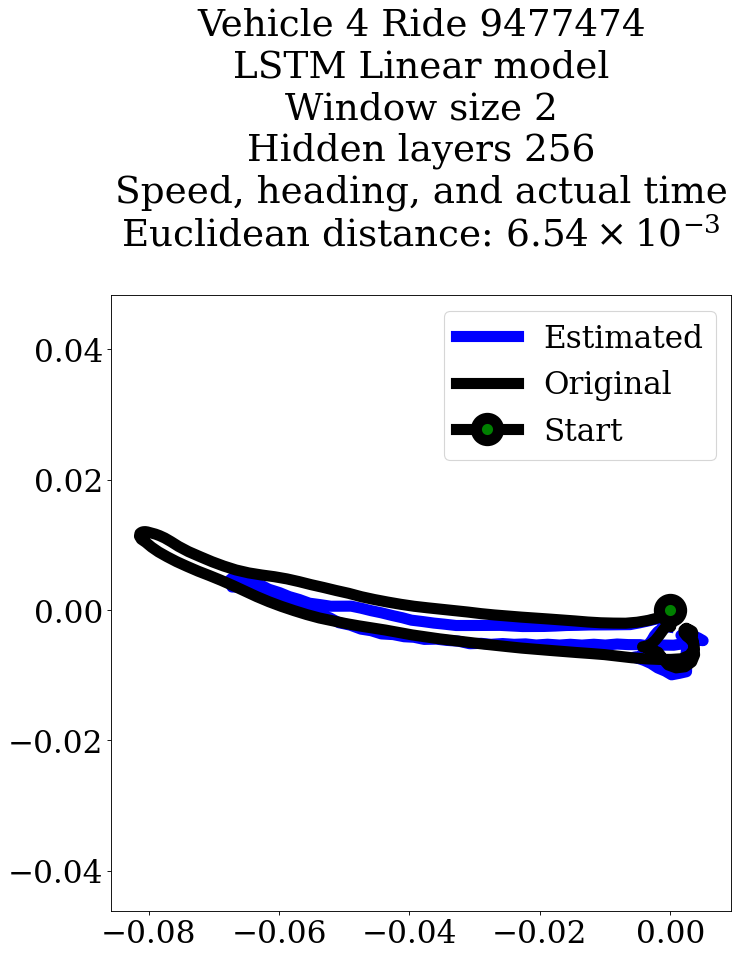 Vehicle 4 Ride 9477474
LSTM Linear model
Window size 2
Hidden layers 256
Speed, heading, and actual time
Euclidean distance: 6.54 × 10⁻³
Estimated
Original
Start
0.04
0.02
0.00
−0.02
−0.04
−0.08 −0.06 −0.04 −0.02 0.00